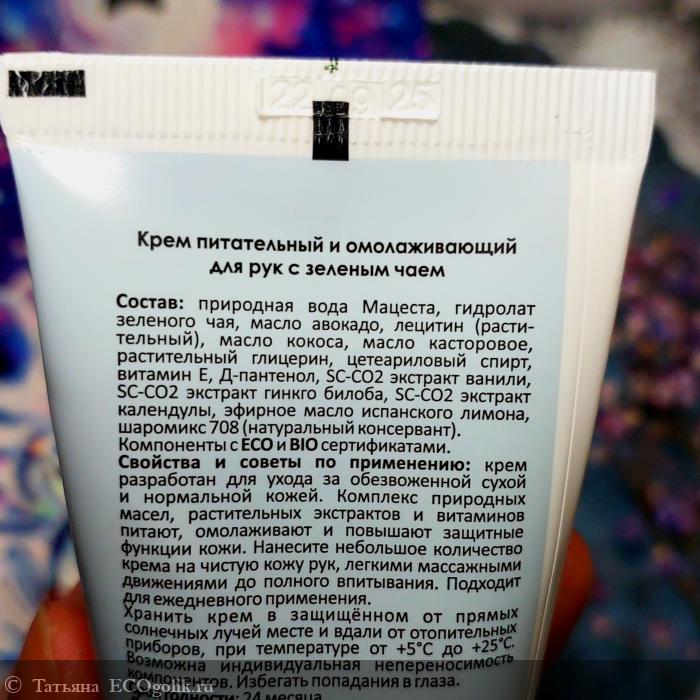 22 09 25
Крем питательный и омолаживающий
для рук с зеленым чаем
Состав: природная вода Мацеста, гидролат
зеленого чая, масло авокадо, лецитин (расти-
тельный), масло кокоса, масло касторовое,
растительный глицерин, цетеариловый спирт,
витамин Е, Д-пантенол, SC-CO2 экстракт ванили,
SC-CO2 экстракт гинкго билоба, SC-CO2 экстракт
календулы, эфирное масло испанского лимона,
шаромикс 708 (натуральный консервант).
Компоненты с ECO и BIO сертификатами.
Свойства и советы по применению: крем
разработан для ухода за обезвоженной сухой
и нормальной кожей. Комплекс природных
масел, растительных экстрактов и витаминов
питают, омолаживают и повышают защитные
функции кожи. Нанесите небольшое количество
крема на чистую кожу рук, легкими массажными
движениями до полного впитывания. Подходит
для ежедневного применения.
Хранить крем в защищённом от прямых
солнечных лучей месте и вдали от отопительных
приборов, при температуре от +5°С до +25°С.
Возможна индивидуальная непереносимость
компонентов. Избегать попадания в глаза.
24 месяца
© Татьяна ECOgolik.ru